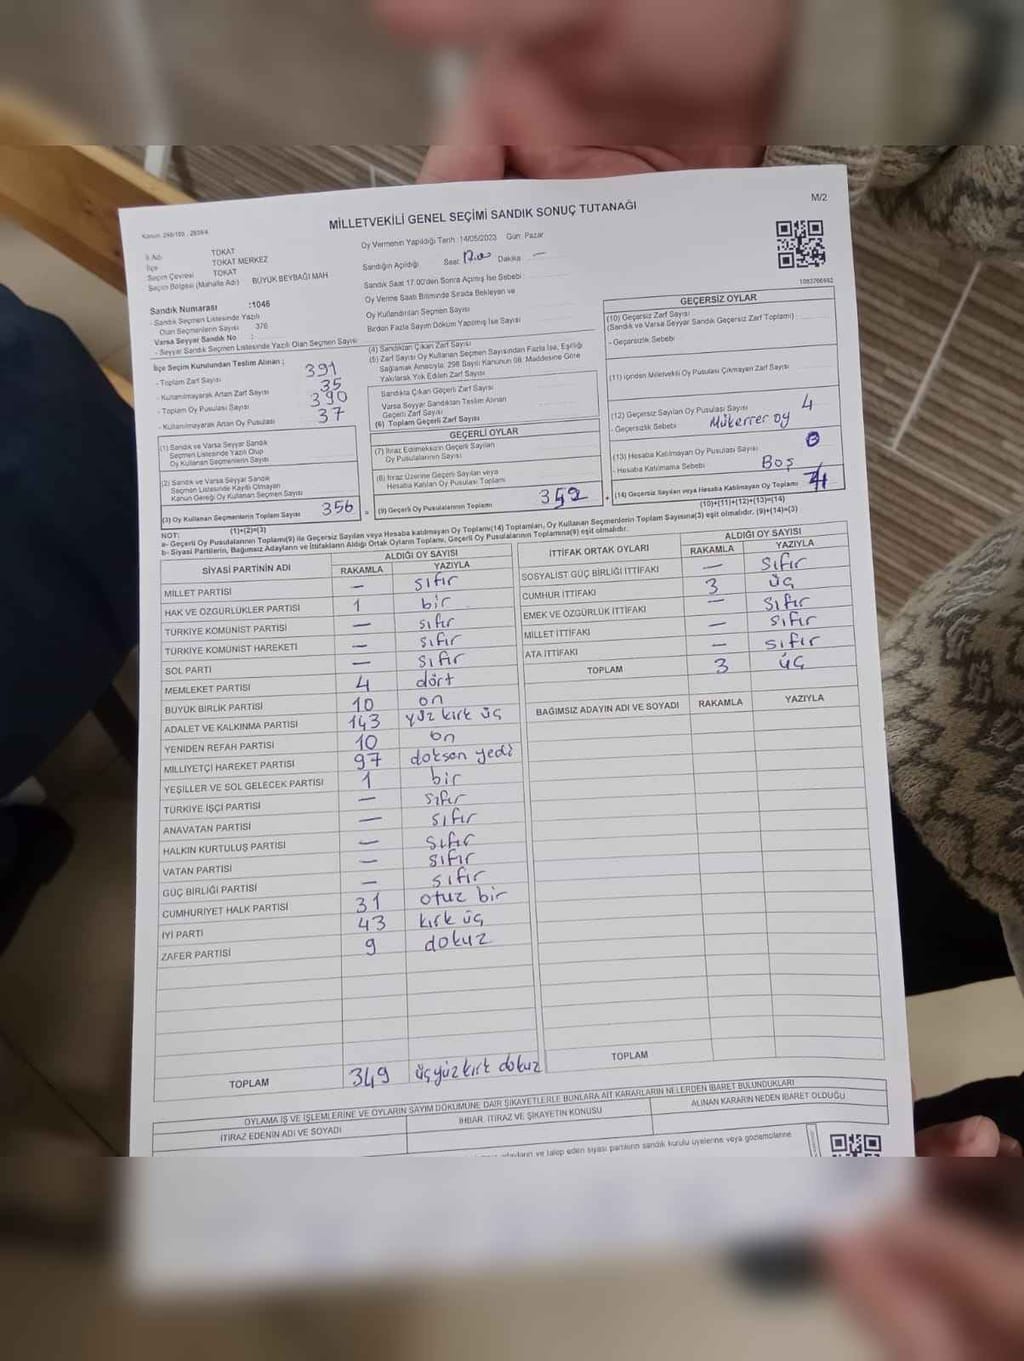 MİLLETVEKİLİ GENEL SEÇİMİ SANDIK SONUÇ TUTANAĞI
M/2
İl Adı TOKAT
İlçe TOKAT MERKEZ
Seçim Çevresi TOKAT
Seçim Bölgesi (Mahalle Adı) BÜYÜK BEYBAĞI MAH
Oy Vermenin Yapıldığı Tarih :14/05/2023 Gün: Pazar
Sandığın Açıldığı Saat: Dakika —
Sandık Saat 17:00'den Sonra Açılmış İse Sebebi
Oy Verme Saati Bitiminde Sırada Bekleyen ve
Oy Kullandırılan Seçmen Sayısı
Birden Fazla Sayım Döküm Yapılmış İse Sayısı
Sandık Numarası :1046
- Sandık Seçmen Listesinde Yazılı
Olan Seçmenlerin Sayısı 376
Varsa Seyyar Sandık No :
- Seyyar Sandık Seçmen Listesinde Yazılı Olan Seçmen Sayısı
İlçe Seçim Kurulundan Teslim Alınan ;
- Toplam Zarf Sayısı 391
- Kullanılmayarak Artan Zarf Sayısı 35
- Toplam Oy Pusulası Sayısı 390
- Kullanılmayarak Artan Oy Pusulası 37
(1) Sandık ve Varsa Seyyar Sandık
Seçmen Listesinde Yazılı Olup
Oy Kullanan Seçmenlerin Sayısı
(2) Sandık ve Varsa Seyyar Sandık
Seçmen Listesinde Kayıtlı Olmayan
Kanun Gereği Oy Kullanan Seçmen Sayısı
(3) Oy Kullanan Seçmenlerin Toplam Sayısı 356
(1)+(2)=(3)
(4) Sandıktan Çıkan Zarf Sayısı
(5) Zarf Sayısı Oy Kullanan Seçmen Sayısından Fazla İse, Eşitliği
Sağlamak Amacıyla, 298 Sayılı Kanunun 98. Maddesine Göre
Yakılarak Yok Edilen Zarf Sayısı
Sandıkta Çıkan Geçerli Zarf Sayısı
Varsa Seyyar Sandıktan Teslim Alınan
Geçerli Zarf Sayısı
(6) Toplam Geçerli Zarf Sayısı
GEÇERLİ OYLAR
(7) İtiraz Edilmeksizin Geçerli Sayılan
Oy Pusulalarının Sayısı
(8) İtiraz Üzerine Geçerli Sayılan veya
Hesaba Katılan Oy Pusulası Toplamı
(9) Geçerli Oy Pusulalarının Toplamı 352
GEÇERSİZ OYLAR
(10) Geçersiz Zarf Sayısı
(Sandık ve Varsa Seyyar Sandık Geçersiz Zarf Toplamı) :
- Geçersizlik Sebebi
(11) İçinden Milletvekili Oy Pusulası Çıkmayan Zarf Sayısı
(12) Geçersiz Sayılan Oy Pusulası Sayısı 4
- Geçersizlik Sebebi Mükerrer oy
(13) Hesaba Katılmayan Oy Pusulası Sayısı 0
- Hesaba Katılmama Sebebi Boş
(14) Geçersiz Sayılan veya Hesaba Katılmayan Oy Toplamı 4
(10)+(11)+(12)+(13)=(14)
NOT:
a- Geçerli Oy Pusulalarının Toplamı(9) ile Geçersiz Sayılan veya Hesaba katılmayan Oy Toplamı(14) Toplamları, Oy Kullanan Seçmenlerin Toplam Sayısına(3) eşit olmalıdır. (9)+(14)=(3)
b- Siyasi Partilerin, Bağımsız Adayların ve İttifakların Aldığı Ortak Oyların Toplamı, Geçerli Oy Pusulalarının Toplamına(9) eşit olmalıdır.
SİYASİ PARTİNİN ADI ALDIĞI OY SAYISI
RAKAMLA YAZIYLA
MİLLET PARTİSİ — sıfır
HAK VE ÖZGÜRLÜKLER PARTİSİ 1 bir
TÜRKİYE KOMÜNİST PARTİSİ — sıfır
TÜRKİYE KOMÜNİST HAREKETİ — sıfır
SOL PARTİ — sıfır
MEMLEKET PARTİSİ 4 dört
BÜYÜK BİRLİK PARTİSİ 10 on
ADALET VE KALKINMA PARTİSİ 143 yüz kırk üç
YENİDEN REFAH PARTİSİ 10 on
MİLLİYETÇİ HAREKET PARTİSİ 97 doksan yedi
YEŞİLLER VE SOL GELECEK PARTİSİ 1 bir
TÜRKİYE İŞÇİ PARTİSİ — sıfır
ANAVATAN PARTİSİ — sıfır
HALKIN KURTULUŞ PARTİSİ — sıfır
VATAN PARTİSİ — sıfır
GÜÇ BİRLİĞİ PARTİSİ — sıfır
CUMHURİYET HALK PARTİSİ 31 otuz bir
İYİ PARTİ 43 kırk üç
ZAFER PARTİSİ 9 dokuz
TOPLAM 349 üçyüz kırk dokuz
İTTİFAK ORTAK OYLARI ALDIĞI OY SAYISI
RAKAMLA YAZIYLA
SOSYALİST GÜÇ BİRLİĞİ İTTİFAKI — sıfır
CUMHUR İTTİFAKI 3 üç
EMEK VE ÖZGÜRLÜK İTTİFAKI — sıfır
MİLLET İTTİFAKI — sıfır
ATA İTTİFAKI — sıfır
TOPLAM 3 üç
BAĞIMSIZ ADAYIN ADI VE SOYADI RAKAMLA YAZIYLA
TOPLAM
OYLAMA İŞ VE İŞLEMLERİNE VE OYLARIN SAYIM DÖKÜMÜNE DAİR ŞİKAYETLERLE BUNLARA AİT KARARLARIN NELERDEN İBARET BULUNDUKLARI
İTİRAZ EDENİN ADI VE SOYADI İHBAR, İTİRAZ VE ŞİKAYETİN KONUSU ALINAN KARARIN NEDEN İBARET OLDUĞU